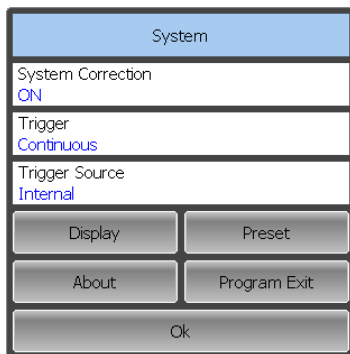 System
System Correction
ON
Trigger
Continuous
Trigger Source
Internal
Display
Preset
About
Program Exit
Ok